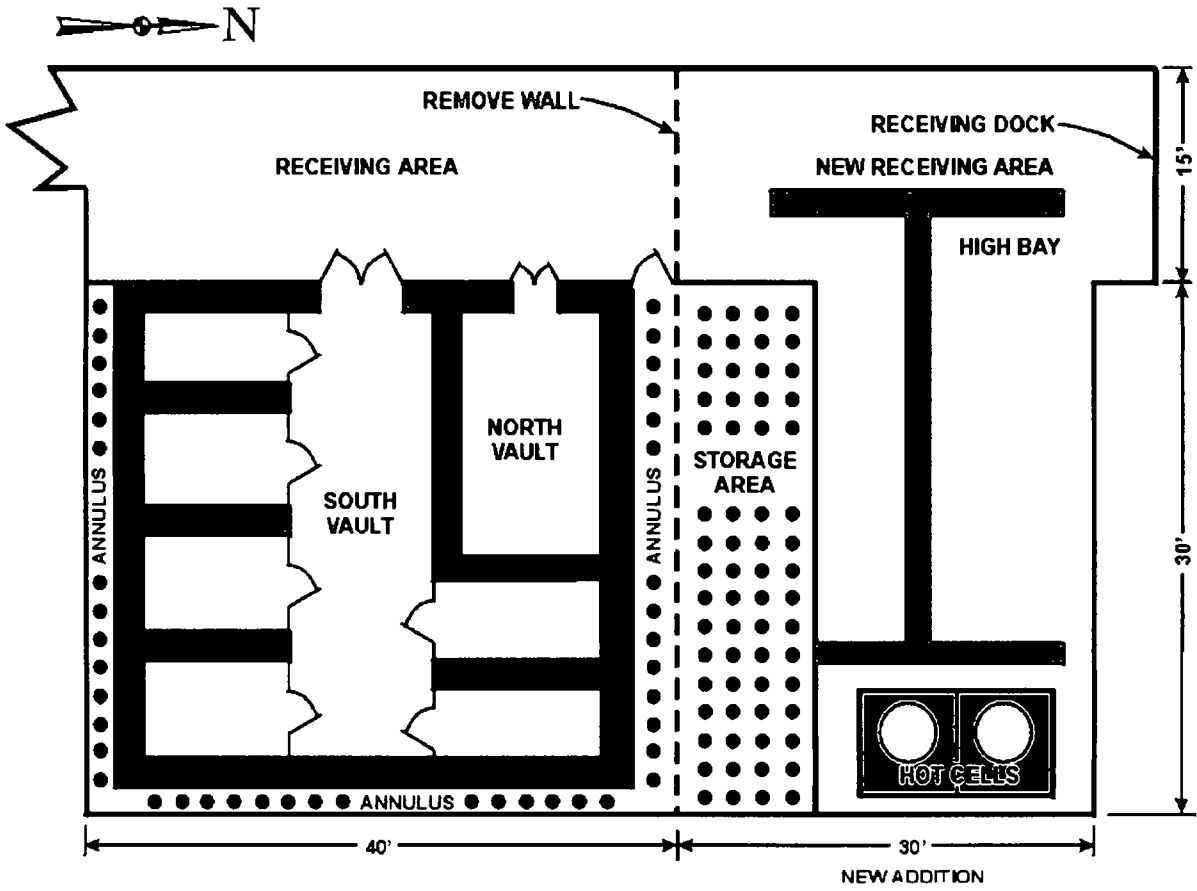 N
REMOVE WALL
RECEIVING DOCK
RECEIVING AREA
NEW RECEIVING AREA
15'
HIGH BAY
NORTH
VAULT
STORAGE
AREA
SOUTH
VAULT
ANNULUS
ANNULUS
30'
HOT CELLS
ANNULUS
40'
30'
NEW ADDITION